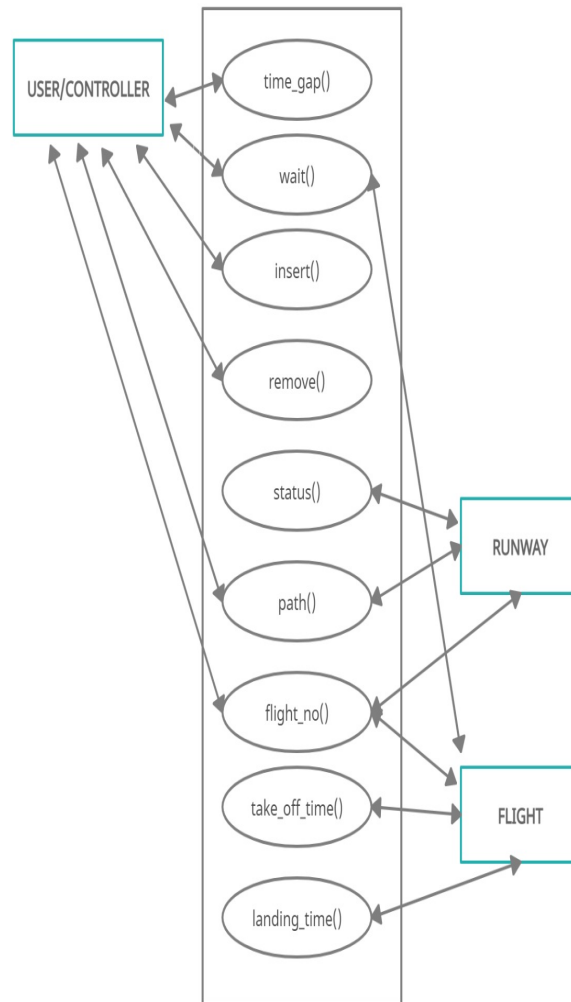 USER/CONTROLLER
time_gap()
wait()
insert()
remove()
status()
path()
flight_no()
take_off_time()
landing_time()
RUNWAY
FLIGHT